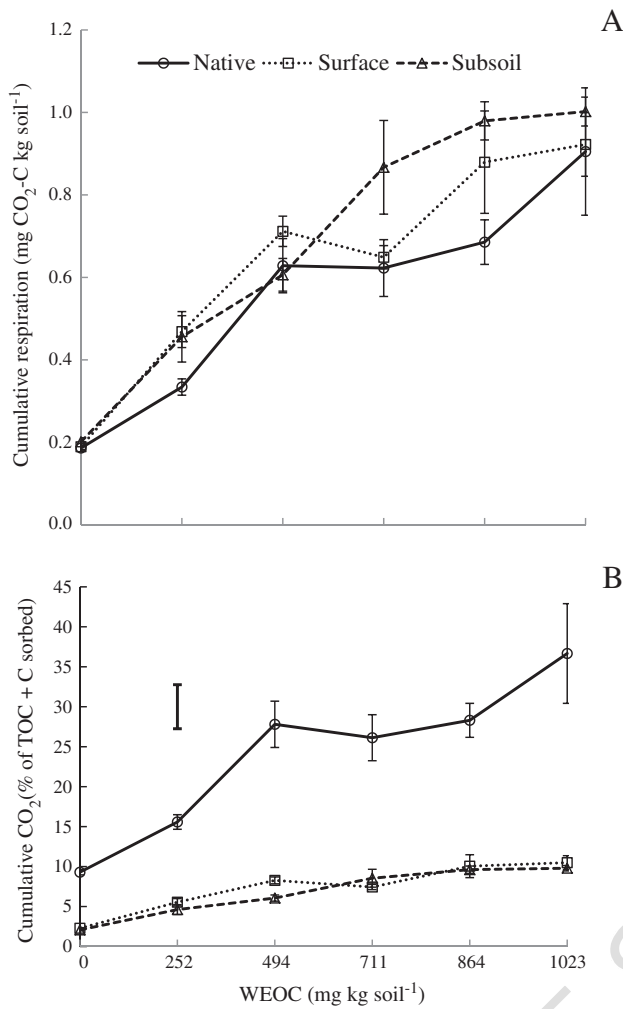 A
1.2
Native Surface Subsoil
1.0
0.8
0.6
0.4
0.2
0.0
Cumulative respiration (mg CO₂-C kg soil⁻¹)
B
45
40
35
30
25
20
15
10
5
0
Cumulative CO₂(% of TOC + C sorbed)
0 252 494 711 864 1023
WEOC (mg kg soil⁻¹)